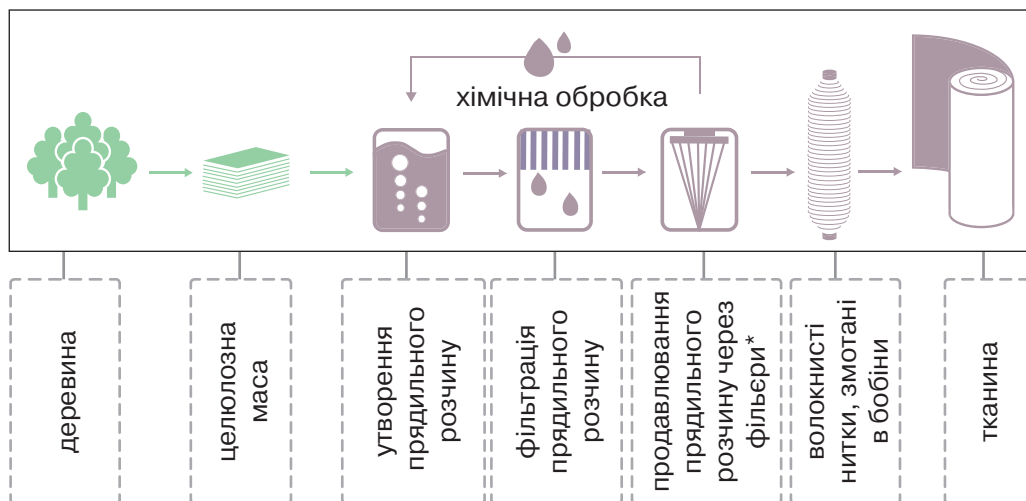 хімічна обробка
деревина
целюлозна
маса
утворення
прядильного
розчину
фільтрація
прядильного
розчину
продавлювання
прядильного
розчину через
фільєри*
волокнисті
нитки, змотані
в бобіни
тканина